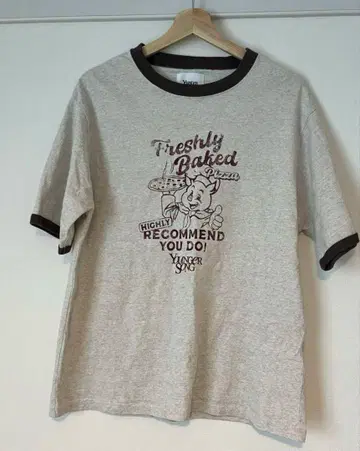 Freshly
Baked
Pizza
HIGHLY
RECOMMEND
YOU DO!
YOUNGER
SONG